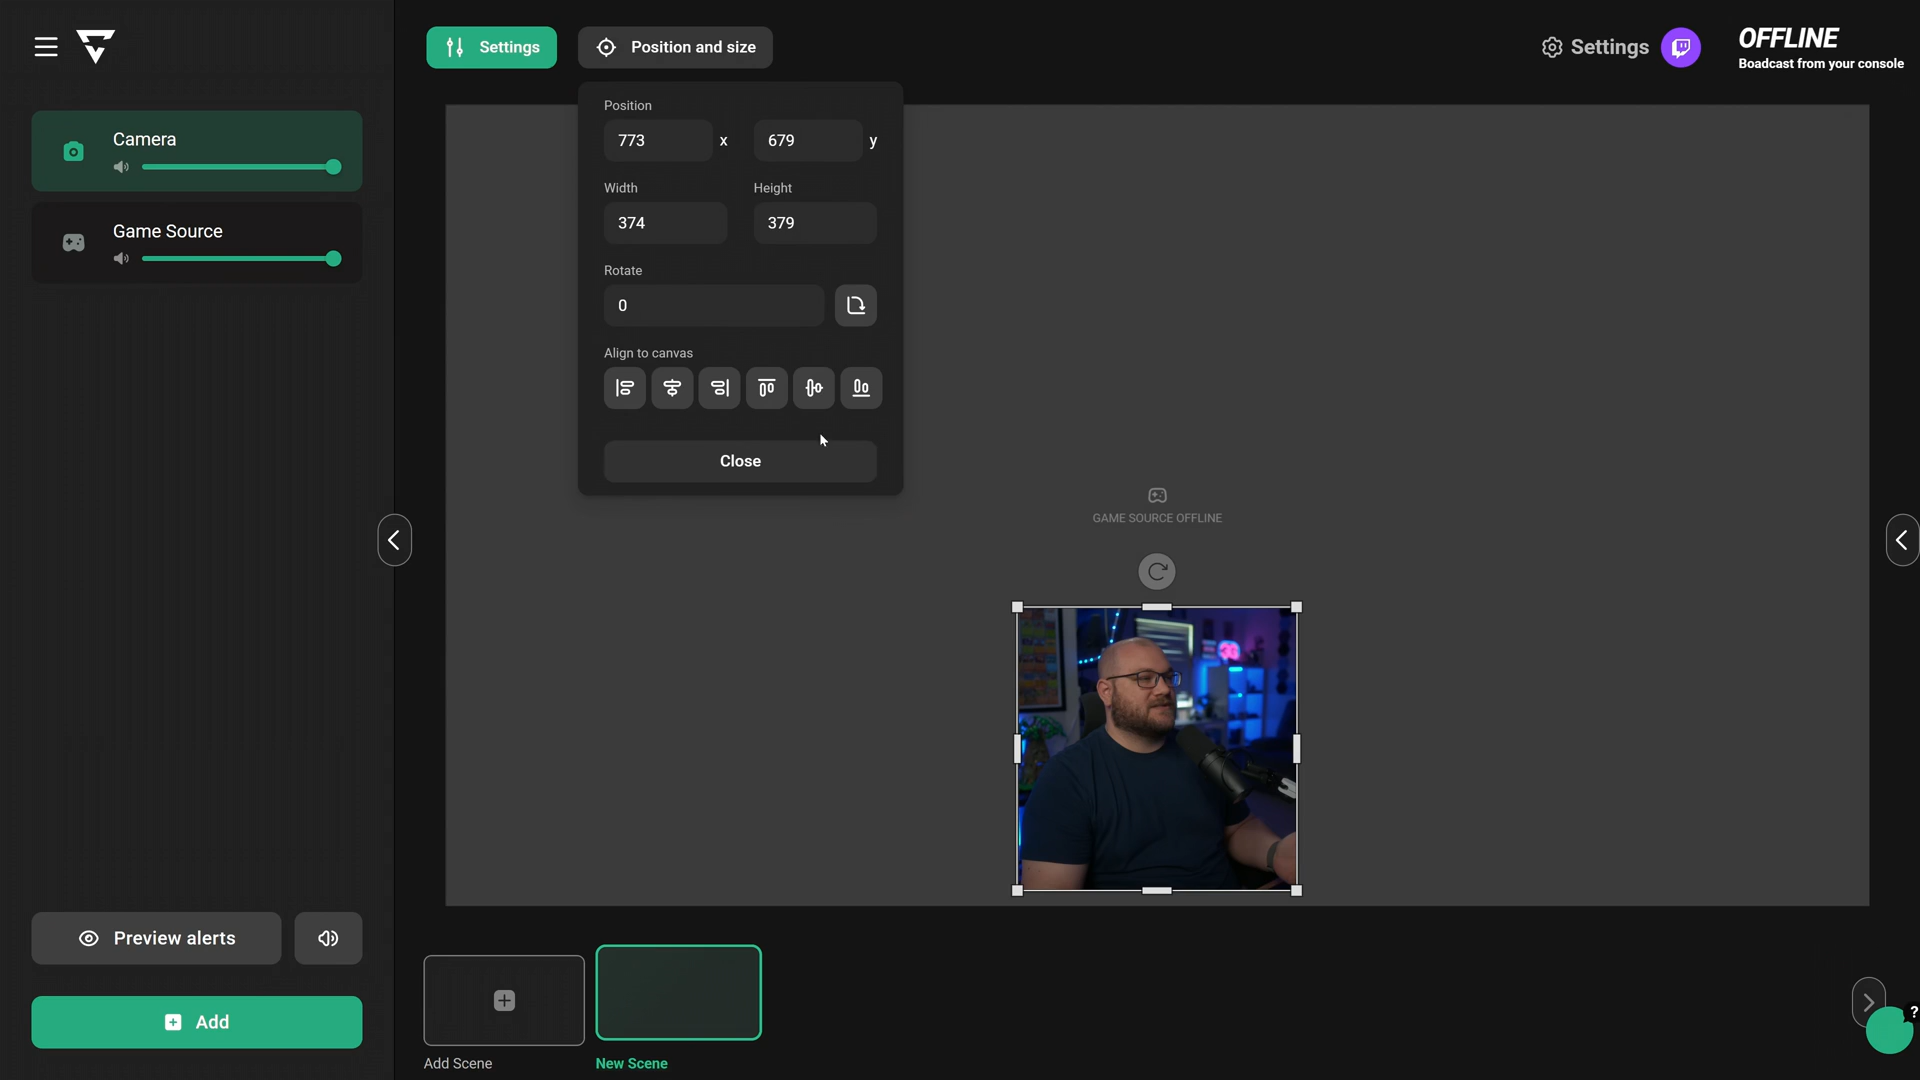 Settings
Position and size
Settings
OFFLINE
Boadcast from your console
Camera
Game Source
Position
773 x 679 y
Width Height
374 379
Rotate
0
Align to canvas
Close
GAME SOURCE OFFLINE
Preview alerts
Add
Add Scene
New Scene
?